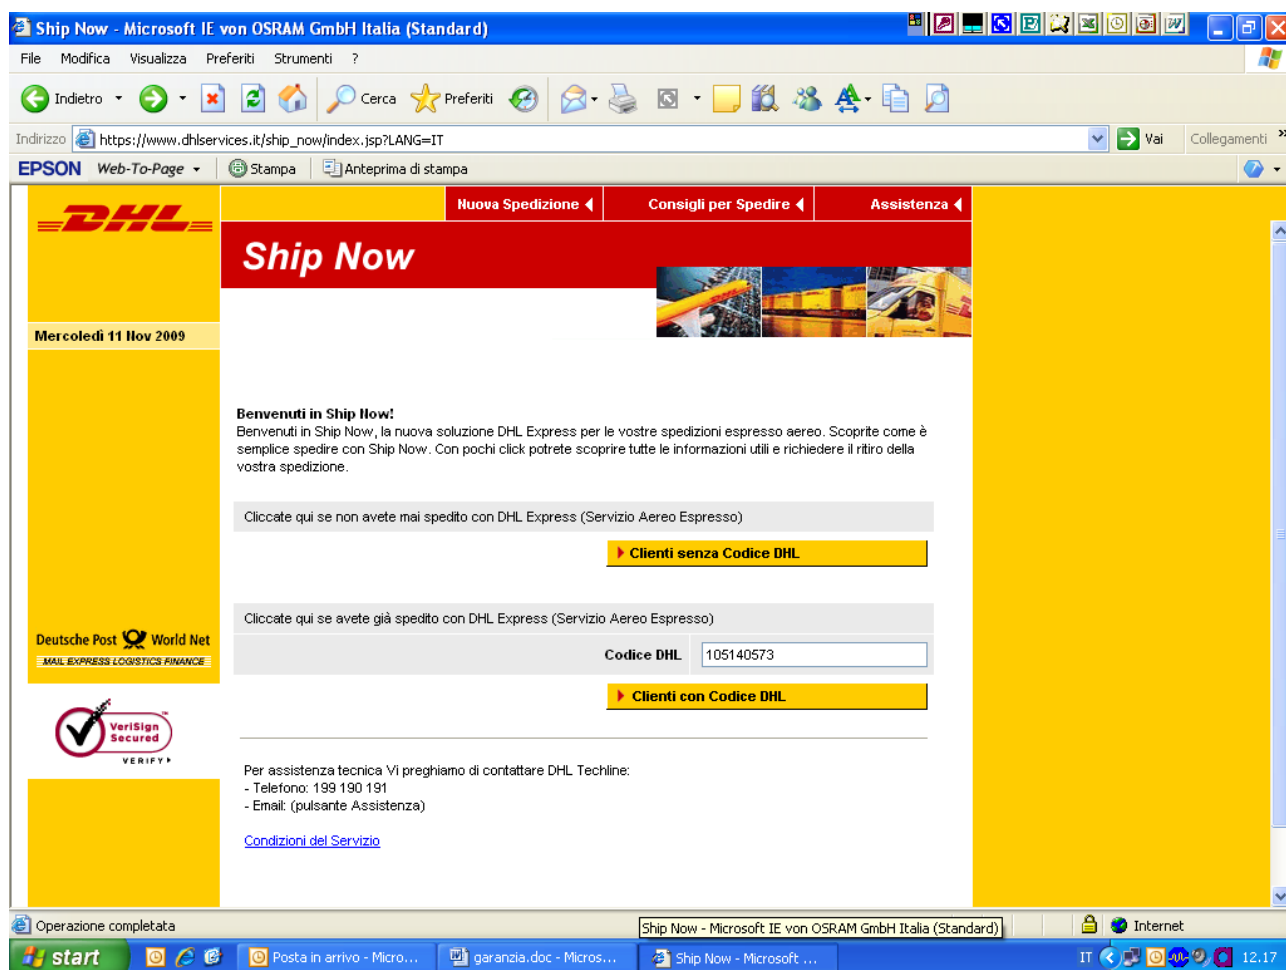 Ship Now - Microsoft IE von OSRAM GmbH Italia (Standard)
File Modifica Visualizza Preferiti Strumenti ?
Indietro Cerca Preferiti
Indirizzo https://www.dhlservices.it/ship_now/index.jsp?LANG=IT Vai Collegamenti »
EPSON Web-To-Page Stampa Anteprima di stampa
DHL
Nuova Spedizione Consigli per Spedire Assistenza
Ship Now
Mercoledì 11 Nov 2009
Benvenuti in Ship Now!
Benvenuti in Ship Now, la nuova soluzione DHL Express per le vostre spedizioni espresso aereo. Scoprite come è
semplice spedire con Ship Now. Con pochi click potrete scoprire tutte le informazioni utili e richiedere il ritiro della
vostra spedizione.
Cliccate qui se non avete mai spedito con DHL Express (Servizio Aereo Espresso)
Clienti senza Codice DHL
Cliccate qui se avete già spedito con DHL Express (Servizio Aereo Espresso)
Codice DHL 105140573
Clienti con Codice DHL
Deutsche Post World Net
MAIL EXPRESS LOGISTICS FINANCE
VeriSign
Secured
VERIFY
Per assistenza tecnica Vi preghiamo di contattare DHL Techline:
- Telefono: 199 190 191
- Email: (pulsante Assistenza)
Condizioni del Servizio
Operazione completata
Ship Now - Microsoft IE von OSRAM GmbH Italia (Standard)
Internet
start Posta in arrivo - Micro... garanzia.doc - Micros... Ship Now - Microsoft ... IT 12.17